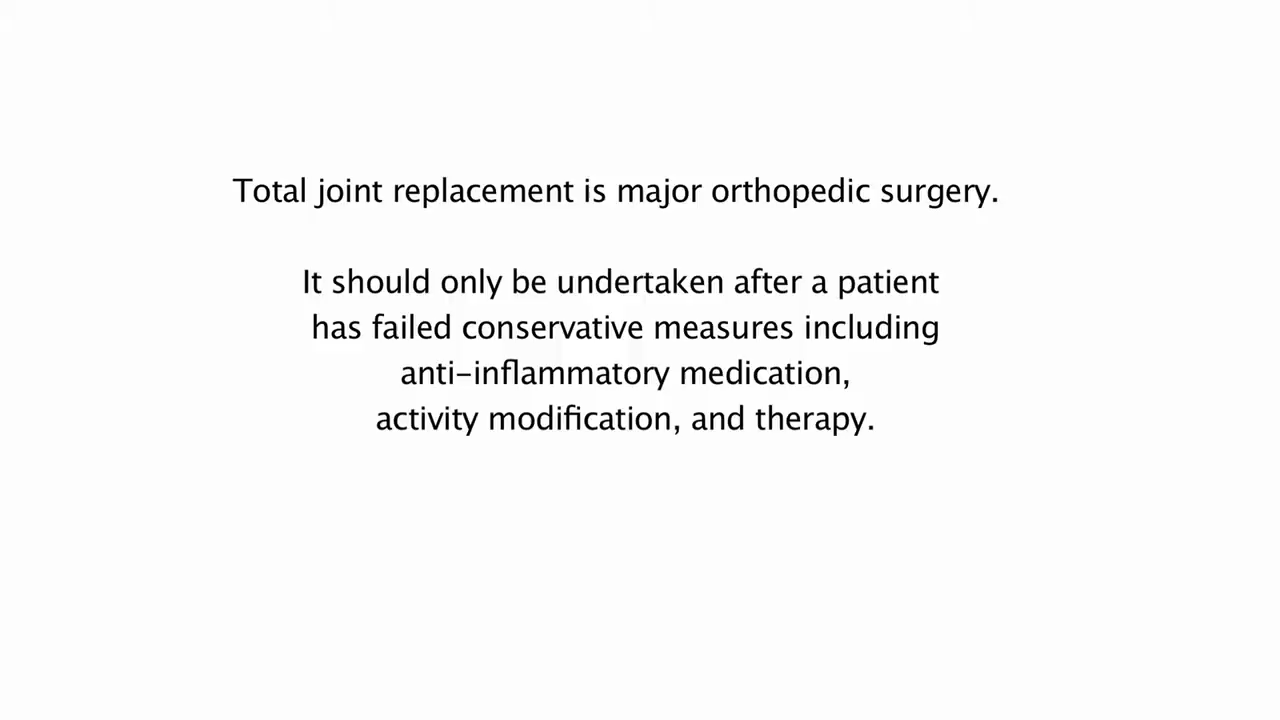 Total joint replacement is major orthopedic surgery.
It should only be undertaken after a patient
has failed conservative measures including
anti-inflammatory medication,
activity modification, and therapy.